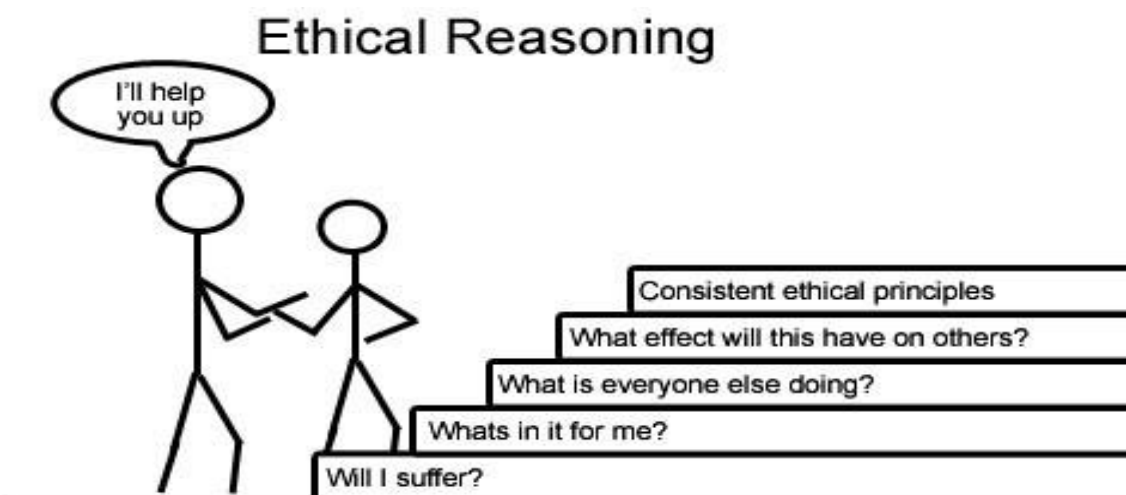 Ethical Reasoning
I'll help
you up
Consistent ethical principles
What effect will this have on others?
What is everyone else doing?
Whats in it for me?
Will I suffer?